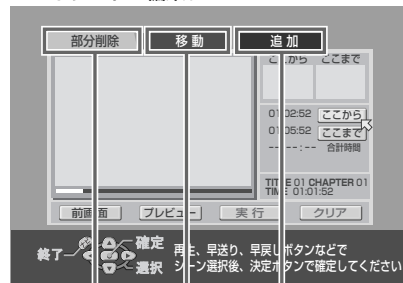 部分削除 移動 追加
ここから ここまで
01:02:52 ここから
01:05:52 ここまで
--:--:-- 合計時間
TITLE 01 CHAPTER 01
TIME 01:01:52
前画面 プレビュー 実行 クリア
終了 確定 選択
再生、早送り、早戻しボタンなどで
シーン選択後、決定ボタンで確定してください